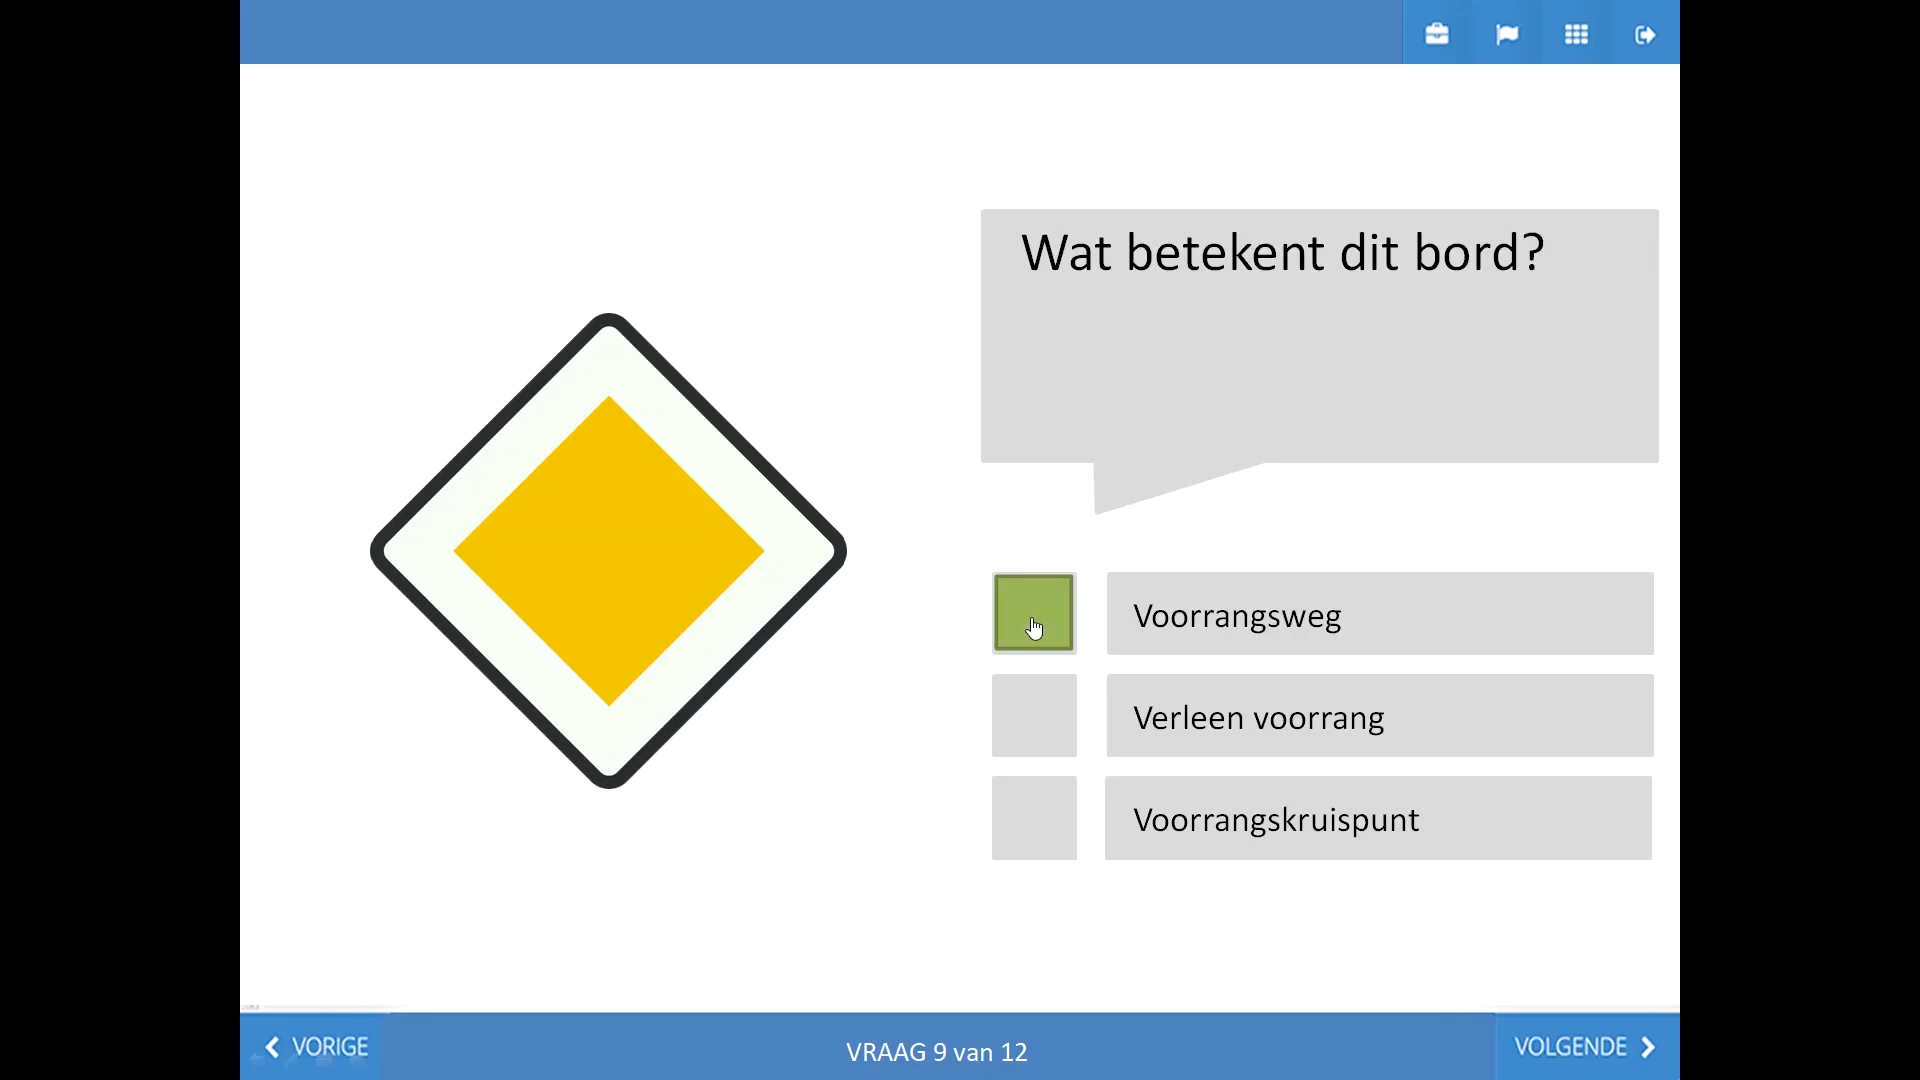 Wat betekent dit bord?
Voorrangsweg
Verleen voorrang
Voorrangskruispunt
VORIGE
VRAAG 9 van 12
VOLGENDE